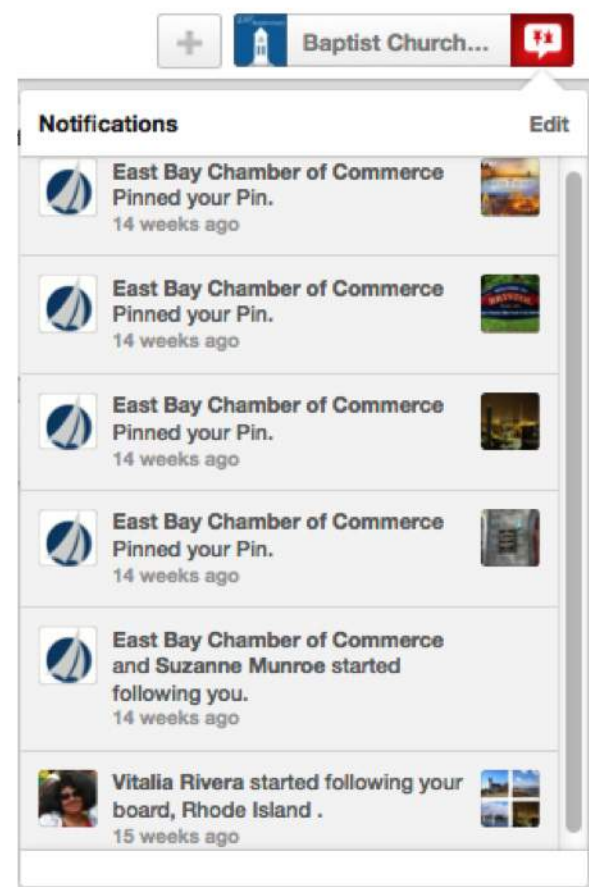 Baptist Church...
Notifications
Edit
East Bay Chamber of Commerce
Pinned your Pin.
14 weeks ago
East Bay Chamber of Commerce
Pinned your Pin.
14 weeks ago
East Bay Chamber of Commerce
Pinned your Pin.
14 weeks ago
East Bay Chamber of Commerce
Pinned your Pin.
14 weeks ago
East Bay Chamber of Commerce
and Suzanne Munroe started
following you.
14 weeks ago
Vitalia Rivera started following your
board, Rhode Island .
15 weeks ago